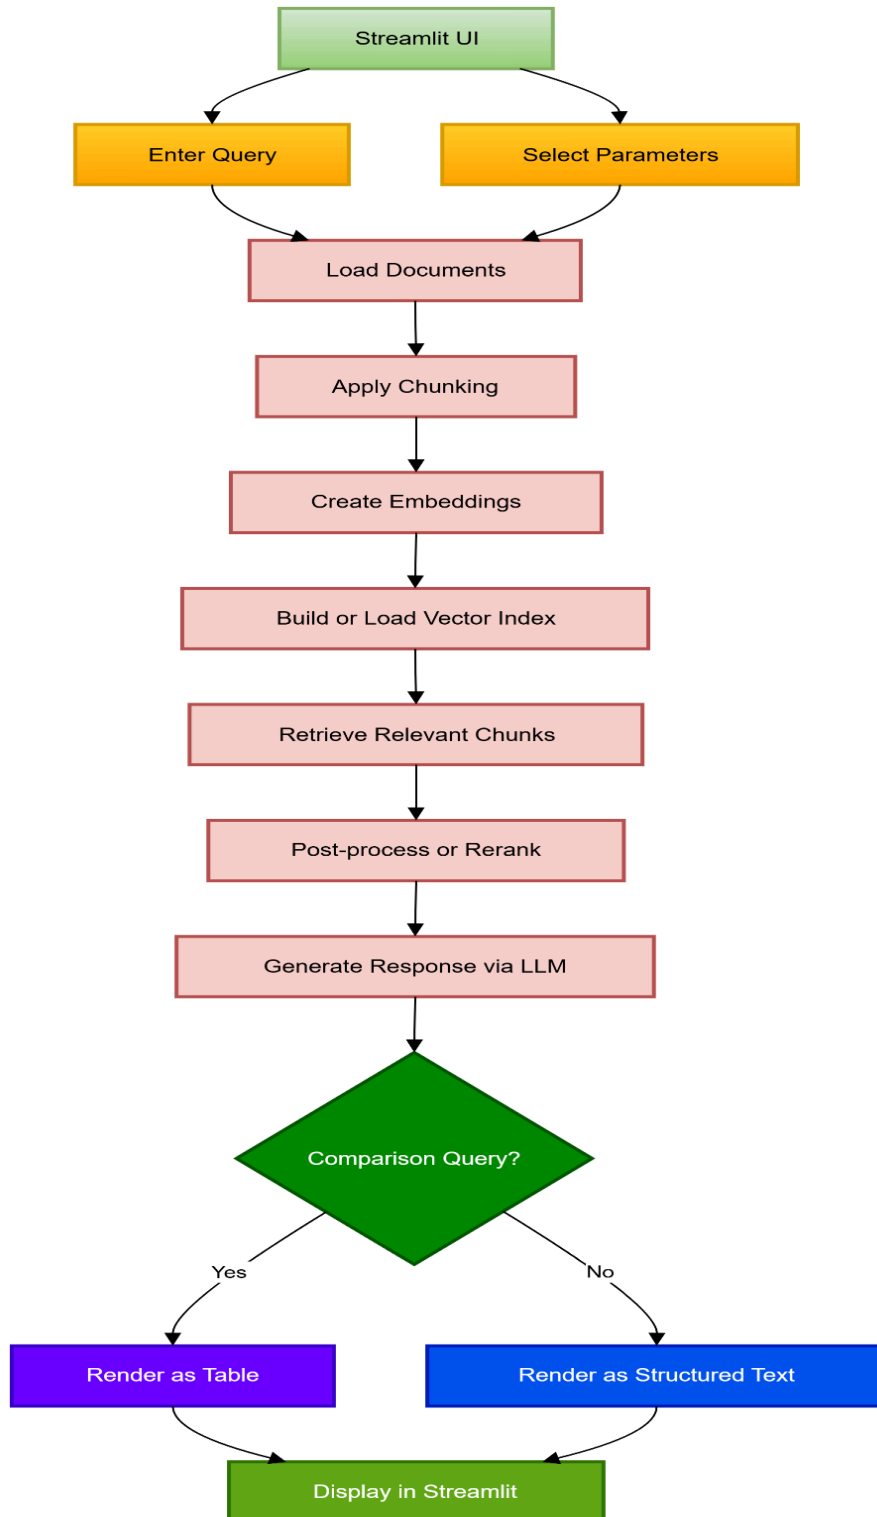 Streamlit UI
Enter Query
Select Parameters
Load Documents
Apply Chunking
Create Embeddings
Build or Load Vector Index
Retrieve Relevant Chunks
Post-process or Rerank
Generate Response via LLM
Comparison Query?
Yes
No
Render as Table
Render as Structured Text
Display in Streamlit